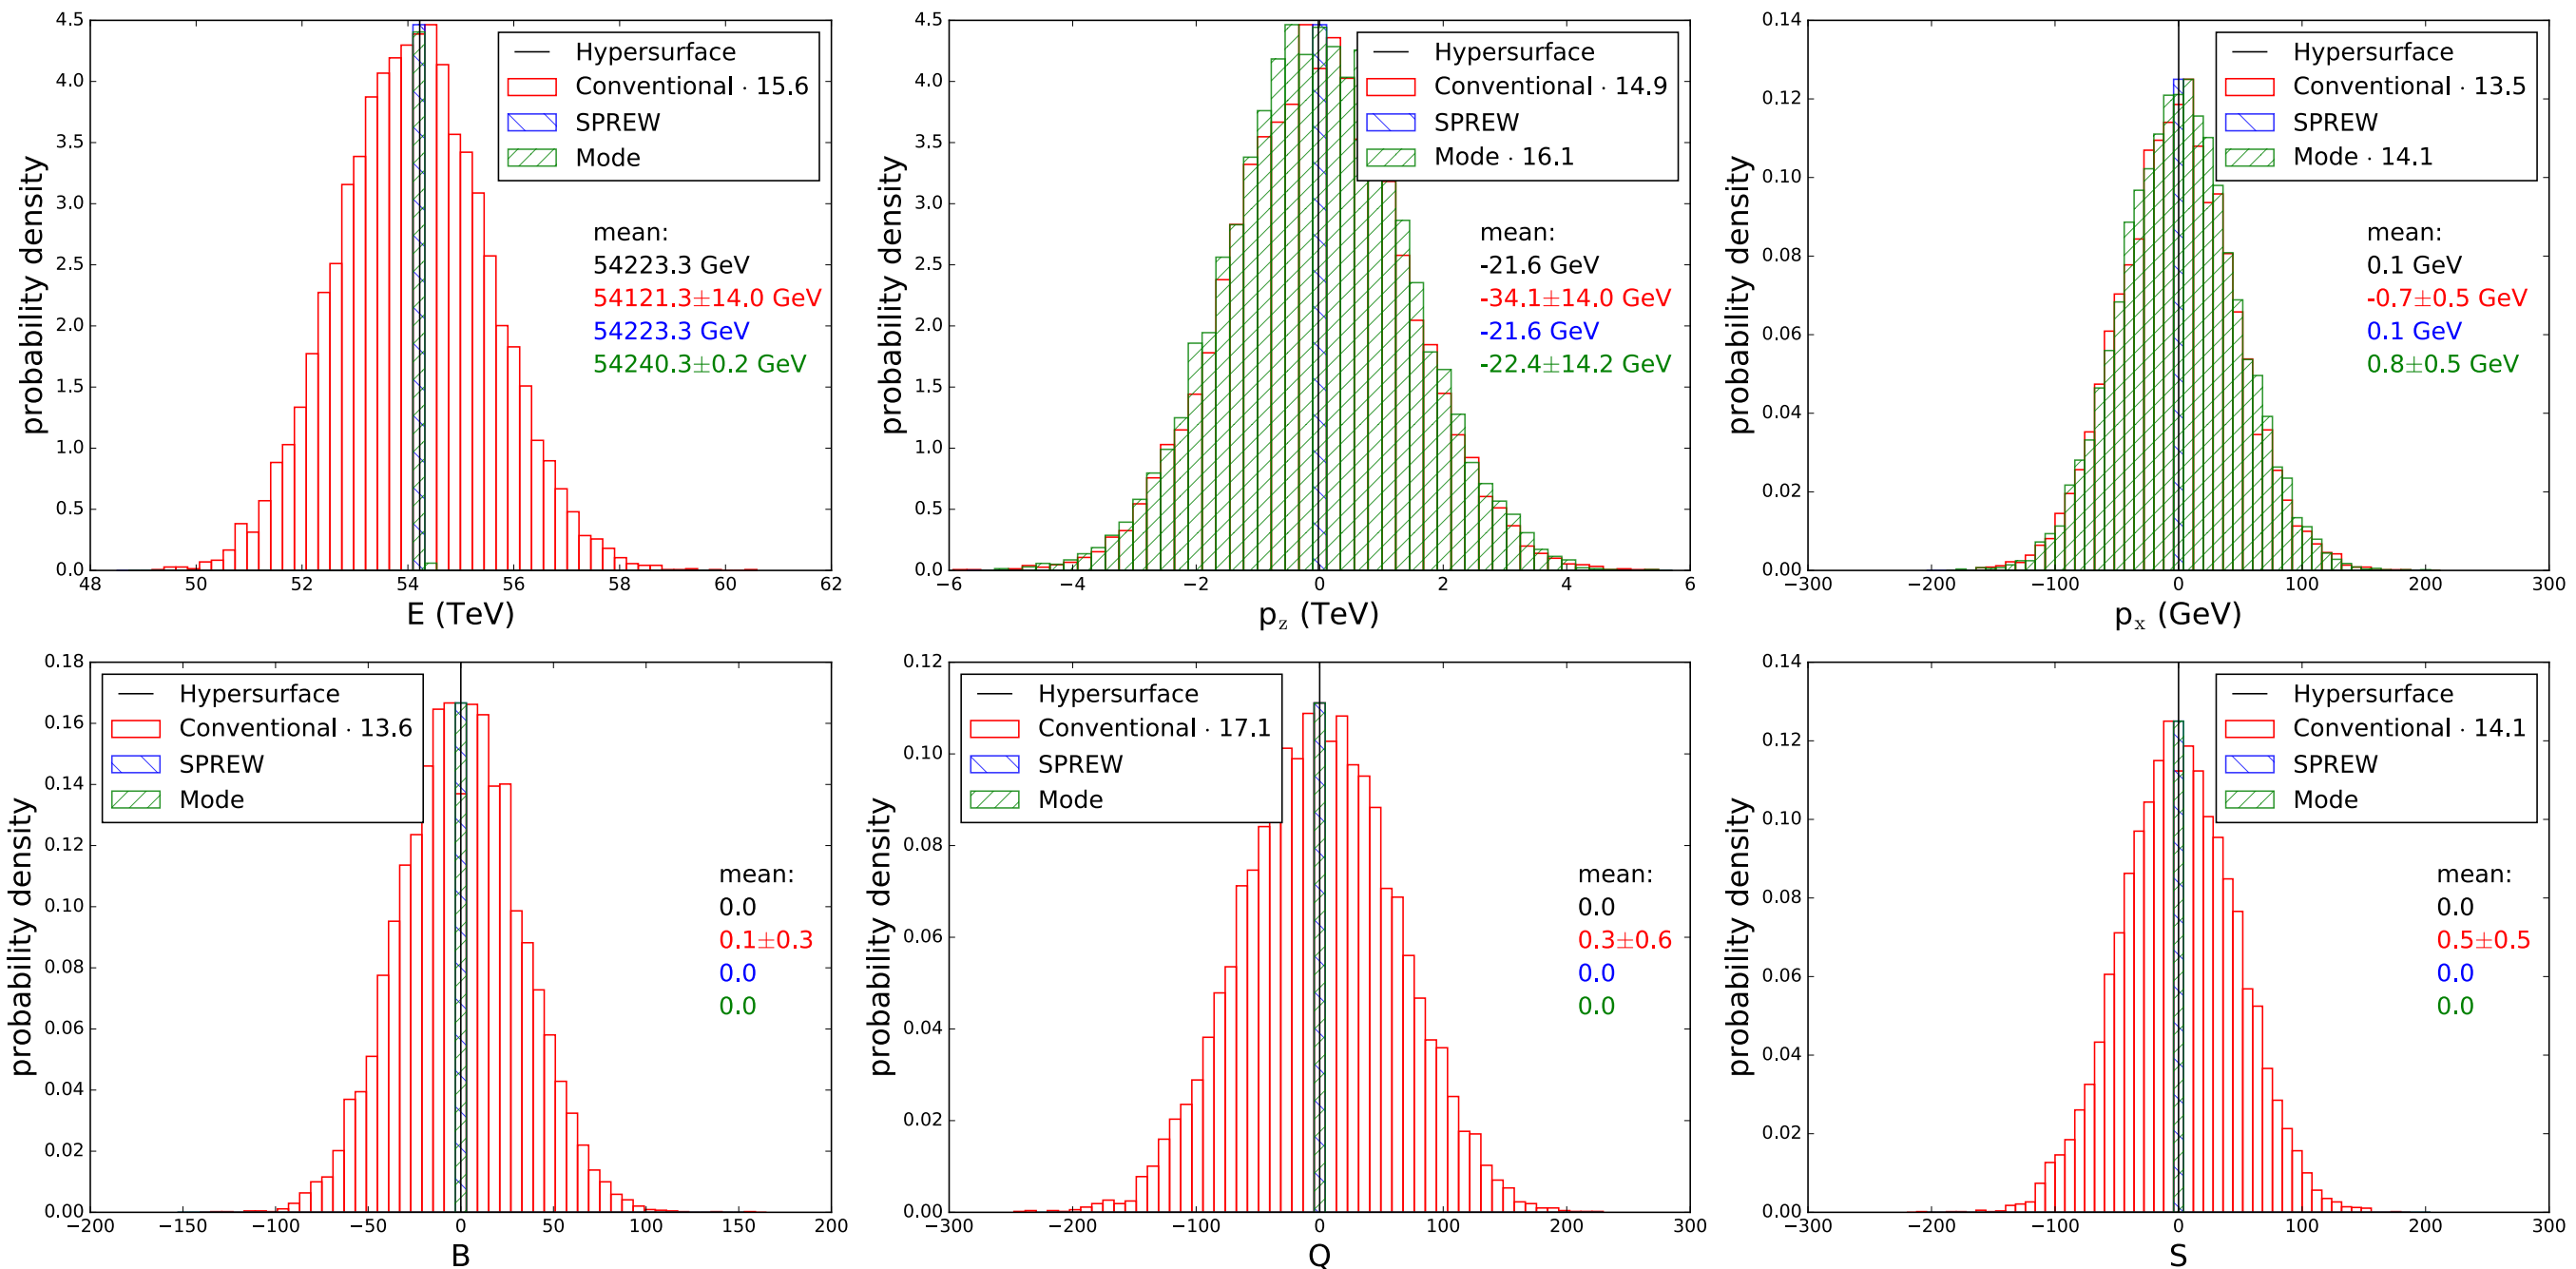 4.5
4.0
3.5
3.0
2.5
2.0
1.5
1.0
0.5
0.0
probability density
Hypersurface
Conventional · 15.6
SPREW
Mode
mean:
54223.3 GeV
54121.3±14.0 GeV
54223.3 GeV
54240.3±0.2 GeV
48 50 52 54 56 58 60 62
E (TeV)
4.5
4.0
3.5
3.0
2.5
2.0
1.5
1.0
0.5
0.0
probability density
Hypersurface
Conventional · 14.9
SPREW
Mode · 16.1
mean:
-21.6 GeV
-34.1±14.0 GeV
-21.6 GeV
-22.4±14.2 GeV
−6 −4 −2 0 2 4 6
p_z (TeV)
0.14
0.12
0.10
0.08
0.06
0.04
0.02
0.00
probability density
Hypersurface
Conventional · 13.5
SPREW
Mode · 14.1
mean:
0.1 GeV
-0.7±0.5 GeV
0.1 GeV
0.8±0.5 GeV
−300 −200 −100 0 100 200 300
p_x (GeV)
0.18
0.16
0.14
0.12
0.10
0.08
0.06
0.04
0.02
0.00
probability density
Hypersurface
Conventional · 13.6
SPREW
Mode
mean:
0.0
0.1±0.3
0.0
0.0
−200 −150 −100 −50 0 50 100 150 200
B
0.12
0.10
0.08
0.06
0.04
0.02
0.00
probability density
Hypersurface
Conventional · 17.1
SPREW
Mode
mean:
0.0
0.3±0.6
0.0
0.0
−300 −200 −100 0 100 200 300
Q
0.14
0.12
0.10
0.08
0.06
0.04
0.02
0.00
probability density
Hypersurface
Conventional · 14.1
SPREW
Mode
mean:
0.0
0.5±0.5
0.0
0.0
−300 −200 −100 0 100 200 300
S